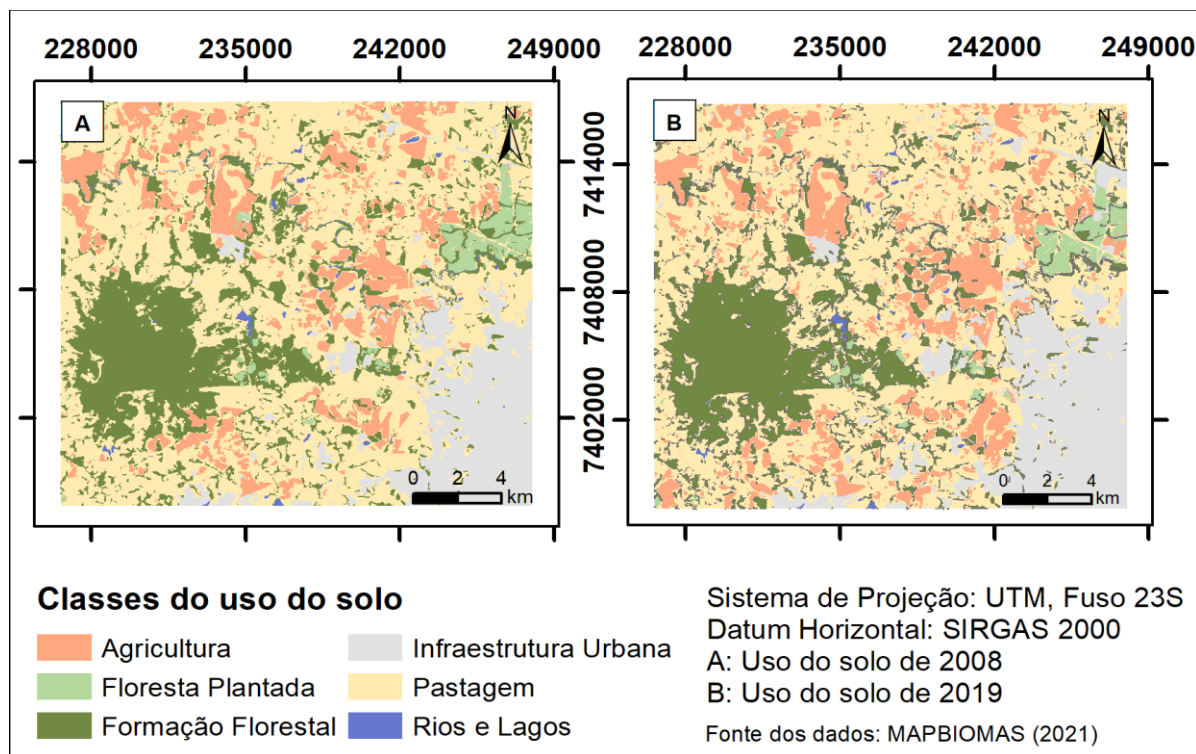 228000 235000 242000 249000 228000 235000 242000 249000
A N B N
7414000
7408000
7402000
0 2 4 km 0 2 4 km
Classes do uso do solo
Agricultura Infraestrutura Urbana
Floresta Plantada Pastagem
Formação Florestal Rios e Lagos
Sistema de Projeção: UTM, Fuso 23S
Datum Horizontal: SIRGAS 2000
A: Uso do solo de 2008
B: Uso do solo de 2019
Fonte dos dados: MAPBIOMAS (2021)